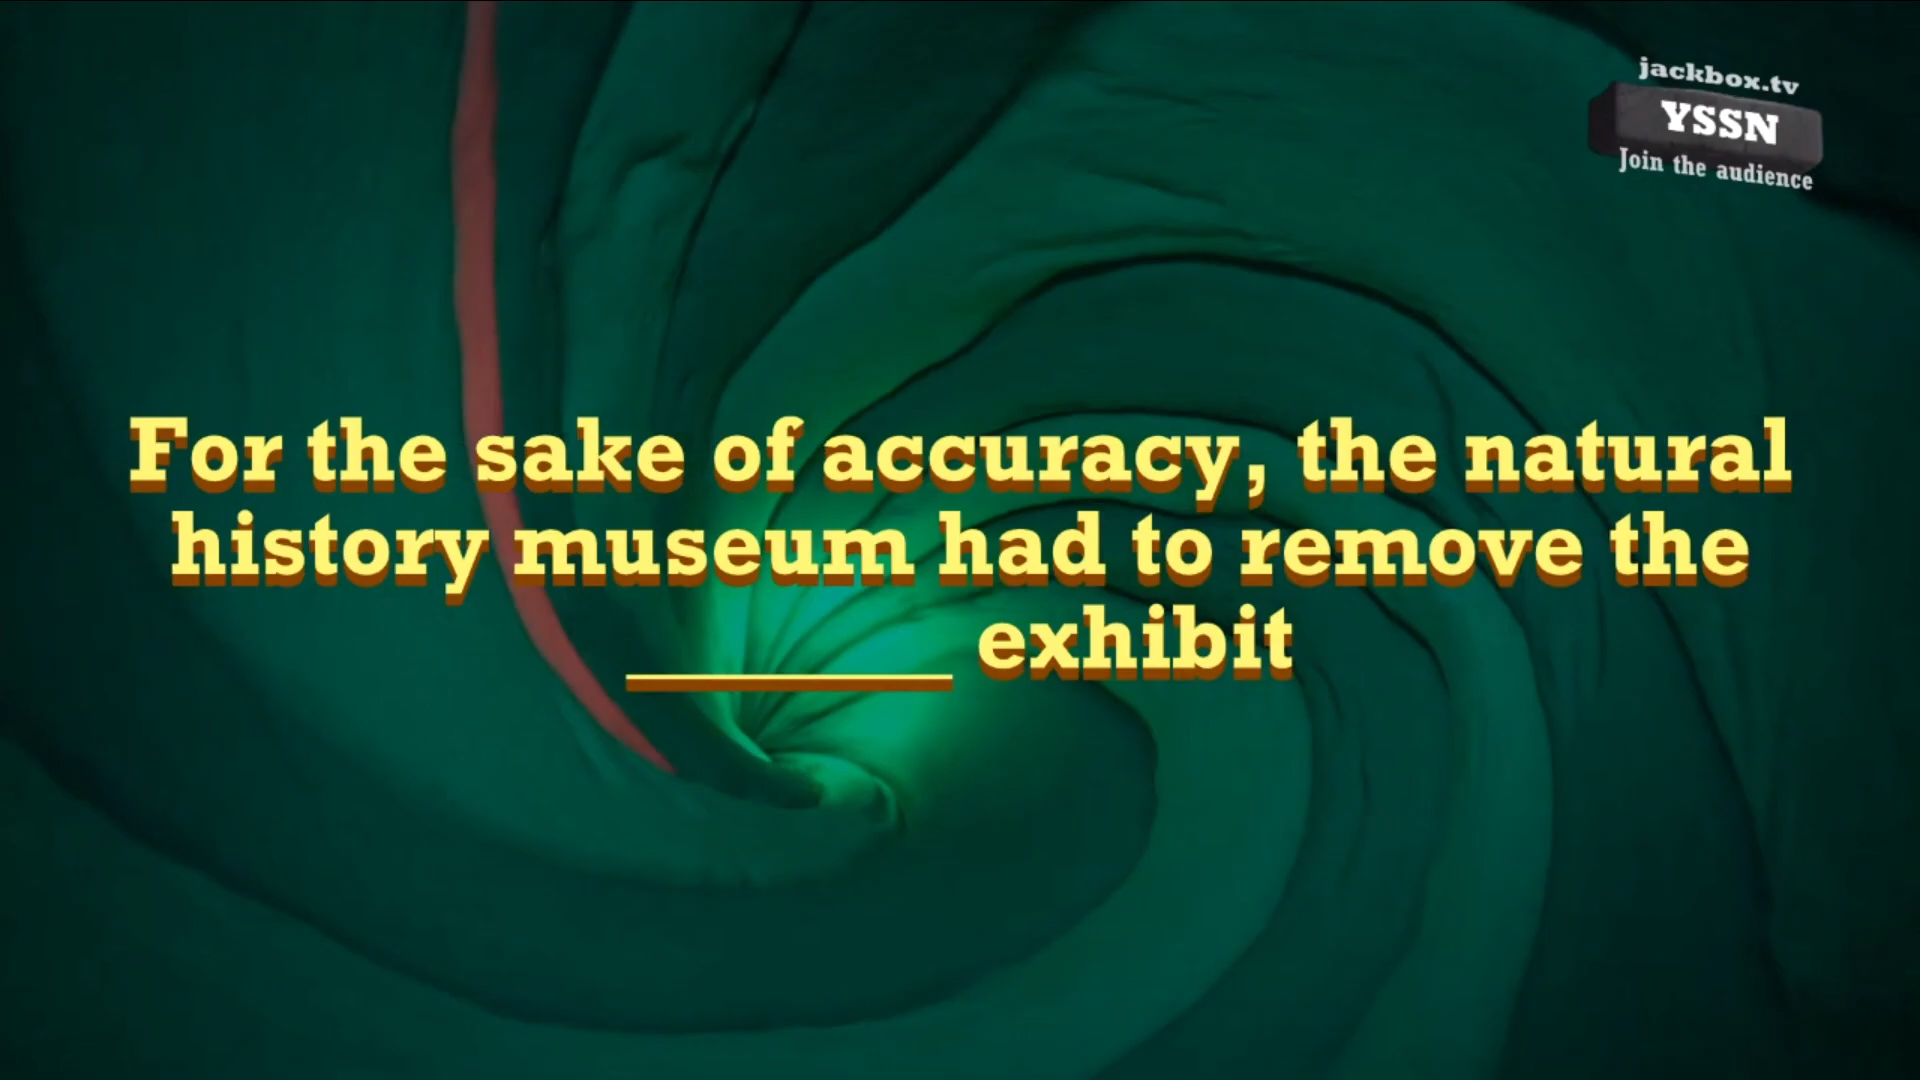 jackbox.tv
YSSN
Join the audience
For the sake of accuracy, the natural
history museum had to remove the
__________ exhibit